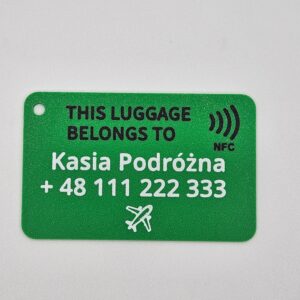 THIS LUGGAGE
BELONGS TO
NFC
Kasia Podróżna
+ 48 111 222 333